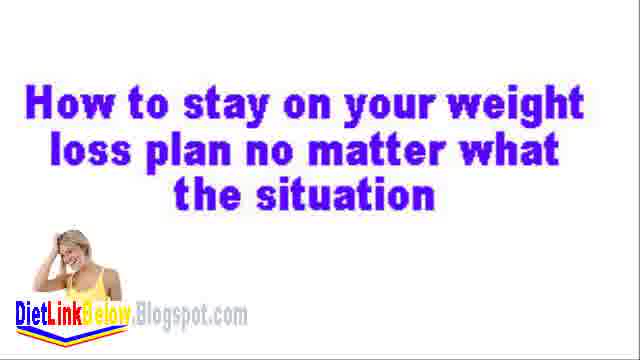 How to stay on your weight
loss plan no matter what
the situation
DietLinkBelow.Blogspot.com